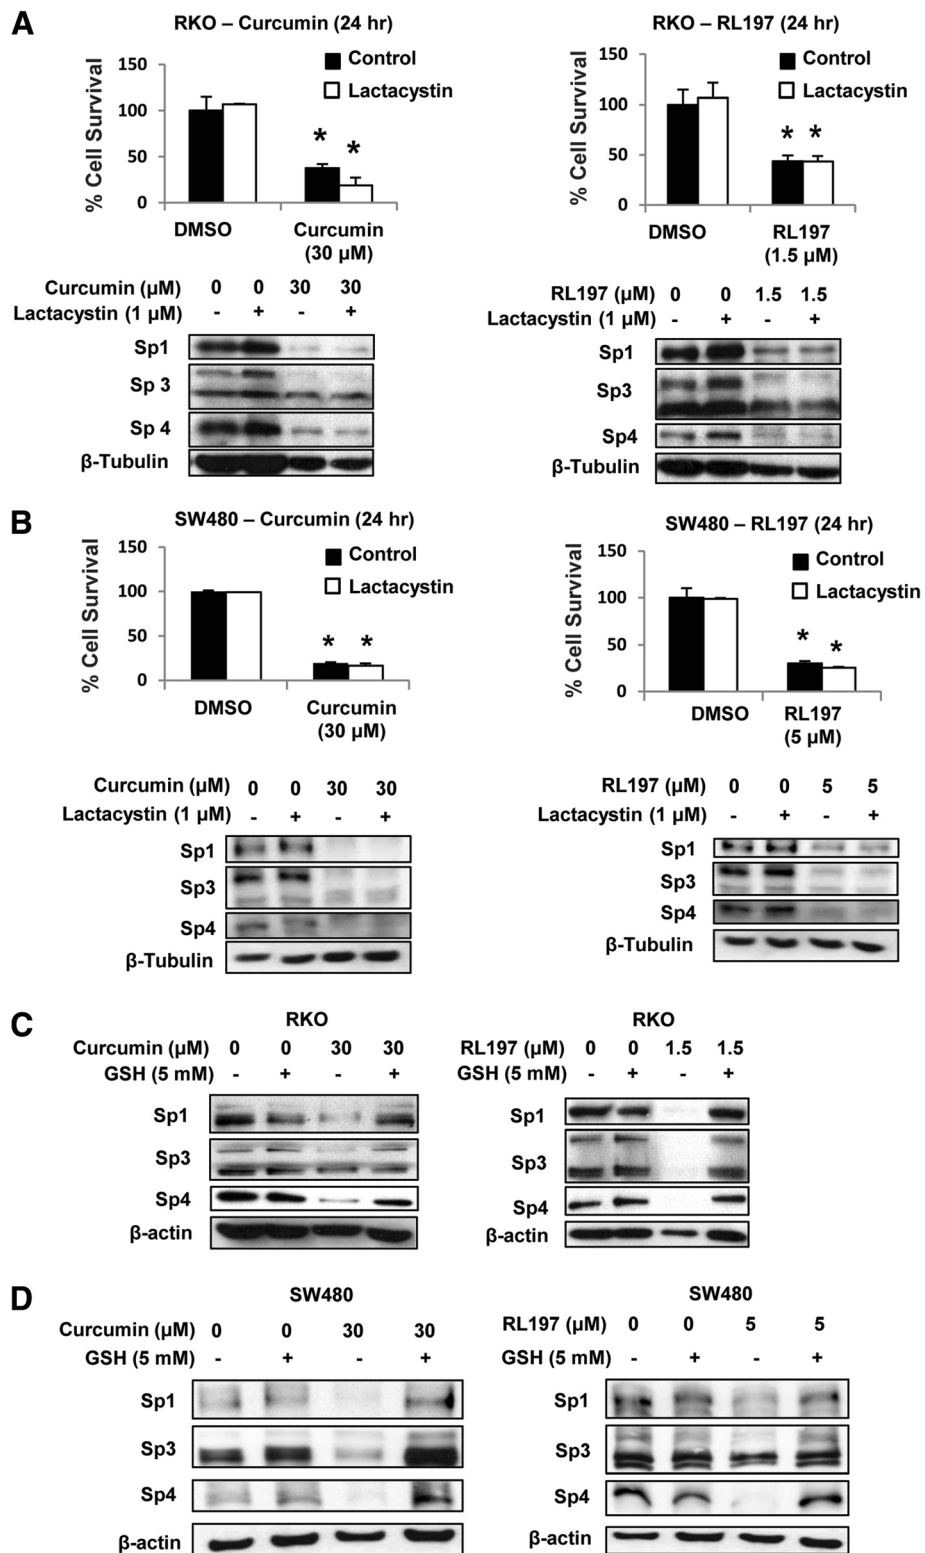 A
RKO – Curcumin (24 hr)
150
100
50
0
% Cell Survival
Control
Lactacystin
*
*
DMSO
Curcumin
(30 µM)
Curcumin (µM) 0 0 30 30
Lactacystin (1 µM) - + - +
Sp1
Sp 3
Sp 4
β-Tubulin
RKO – RL197 (24 hr)
150
100
50
0
% Cell Survival
Control
Lactacystin
* *
DMSO
RL197
(1.5 µM)
RL197 (µM) 0 0 1.5 1.5
Lactacystin (1 µM) - + - +
Sp1
Sp3
Sp4
β-Tubulin
B
SW480 – Curcumin (24 hr)
150
100
50
0
% Cell Survival
Control
Lactacystin
* *
DMSO
Curcumin
(30 µM)
Curcumin (µM) 0 0 30 30
Lactacystin (1 µM) - + - +
Sp1
Sp3
Sp4
β-Tubulin
SW480 – RL197 (24 hr)
150
100
50
0
% Cell Survival
Control
Lactacystin
*
*
DMSO
RL197
(5 µM)
RL197 (µM) 0 0 5 5
Lactacystin (1 µM) - + - +
Sp1
Sp3
Sp4
β-Tubulin
C
RKO
Curcumin (µM) 0 0 30 30
GSH (5 mM) - + - +
Sp1
Sp3
Sp4
β-actin
RKO
RL197 (µM) 0 0 1.5 1.5
GSH (5 mM) - + - +
Sp1
Sp3
Sp4
β-actin
D
SW480
Curcumin (µM) 0 0 30 30
GSH (5 mM) - + - +
Sp1
Sp3
Sp4
β-actin
SW480
RL197 (µM) 0 0 5 5
GSH (5 mM) - + - +
Sp1
Sp3
Sp4
β-actin